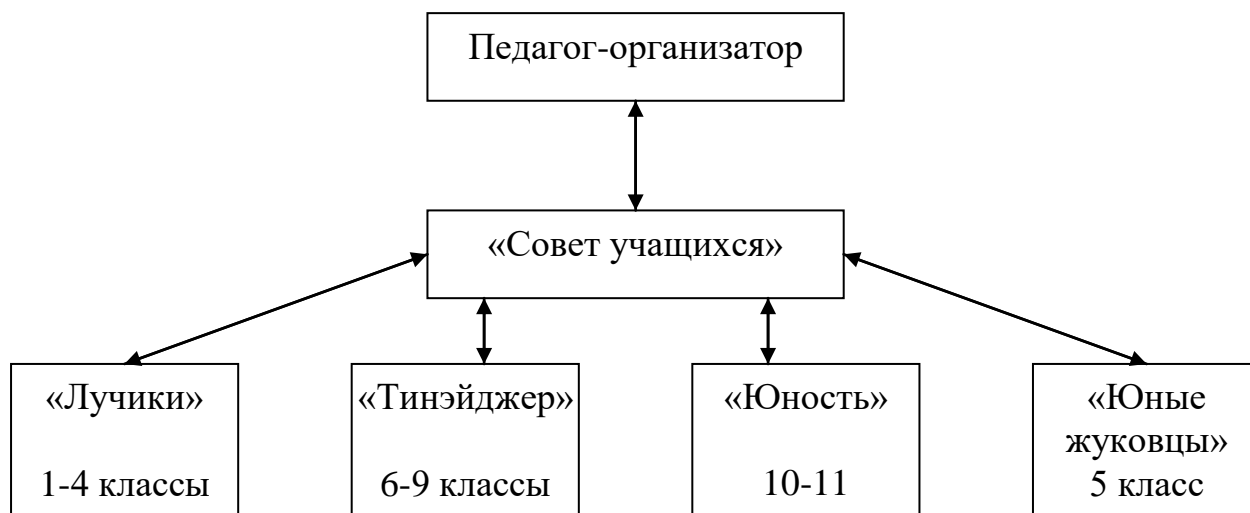 Педагог-организатор
«Совет учащихся»
«Лучики»
1-4 классы
«Тинэйджер»
6-9 классы
«Юность»
10-11
«Юные
жуковцы»
5 класс